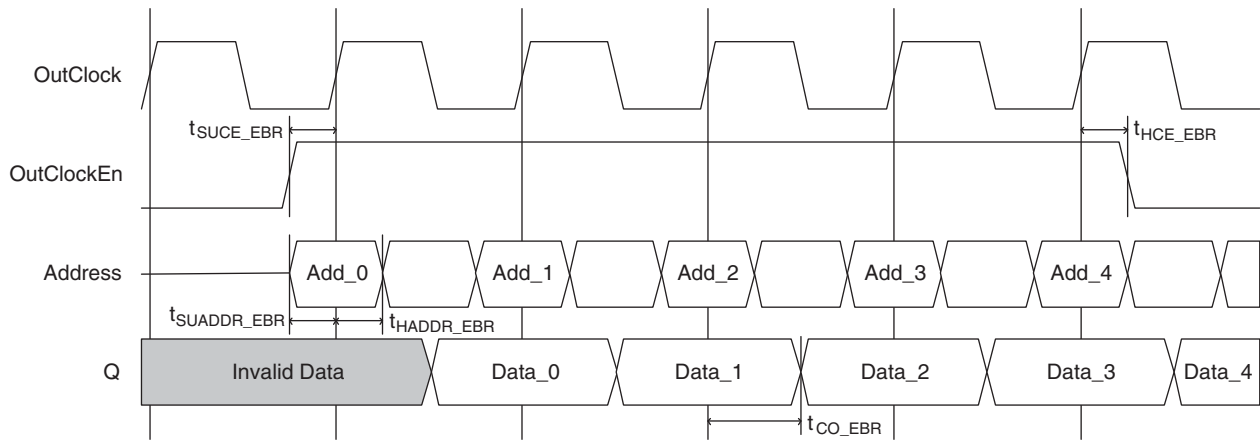 OutClock
tSUCE_EBR
tHCE_EBR
OutClockEn
Address
Add_0
Add_1
Add_2
Add_3
Add_4
tSUADDR_EBR
tHADDR_EBR
Q
Invalid Data
Data_0
Data_1
Data_2
Data_3
Data_4
tCO_EBR